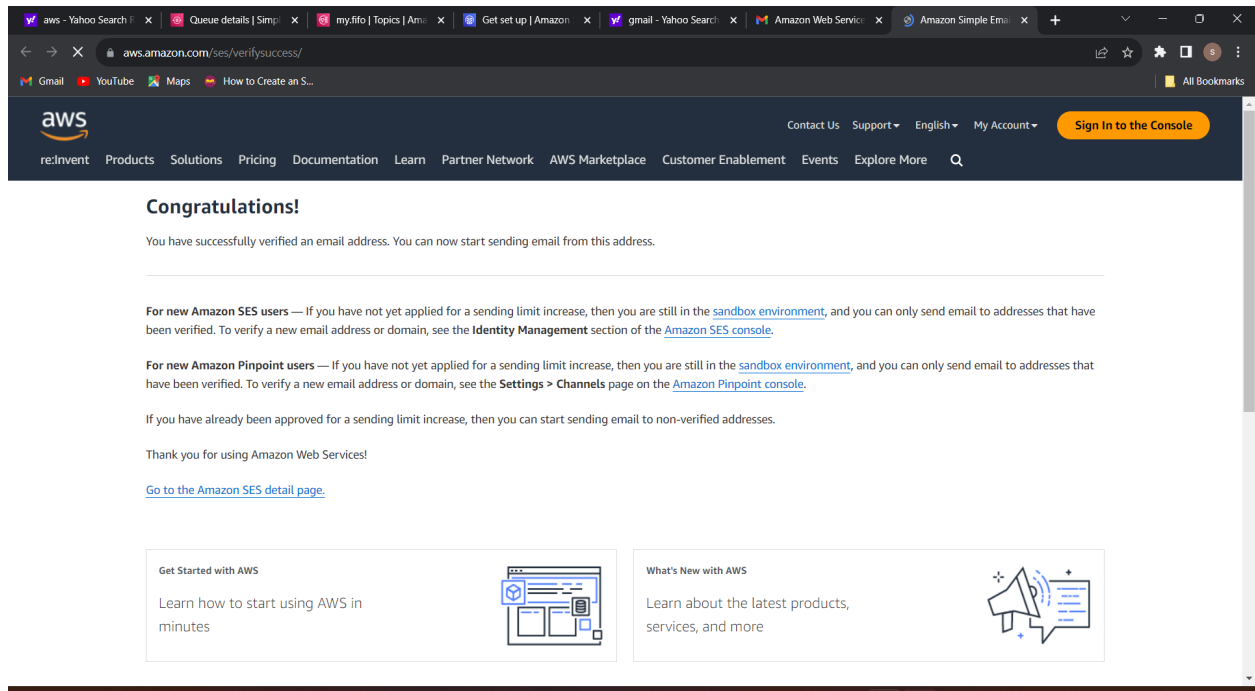 aws - Yahoo Search R
Queue details | Simpl
my.fifo | Topics | Ama
Get set up | Amazon
gmail - Yahoo Search
Amazon Web Service
Amazon Simple Emai
aws.amazon.com/ses/verifysuccess/
S
Gmail YouTube Maps How to Create an S... All Bookmarks
aws
Contact Us Support English My Account Sign In to the Console
re:Invent Products Solutions Pricing Documentation Learn Partner Network AWS Marketplace Customer Enablement Events Explore More
Congratulations!
You have successfully verified an email address. You can now start sending email from this address.
For new Amazon SES users — If you have not yet applied for a sending limit increase, then you are still in the sandbox environment, and you can only send email to addresses that have
been verified. To verify a new email address or domain, see the Identity Management section of the Amazon SES console.
For new Amazon Pinpoint users — If you have not yet applied for a sending limit increase, then you are still in the sandbox environment, and you can only send email to addresses that
have been verified. To verify a new email address or domain, see the Settings > Channels page on the Amazon Pinpoint console.
If you have already been approved for a sending limit increase, then you can start sending email to non-verified addresses.
Thank you for using Amazon Web Services!
Go to the Amazon SES detail page.
Get Started with AWS
Learn how to start using AWS in
minutes
What's New with AWS
Learn about the latest products,
services, and more